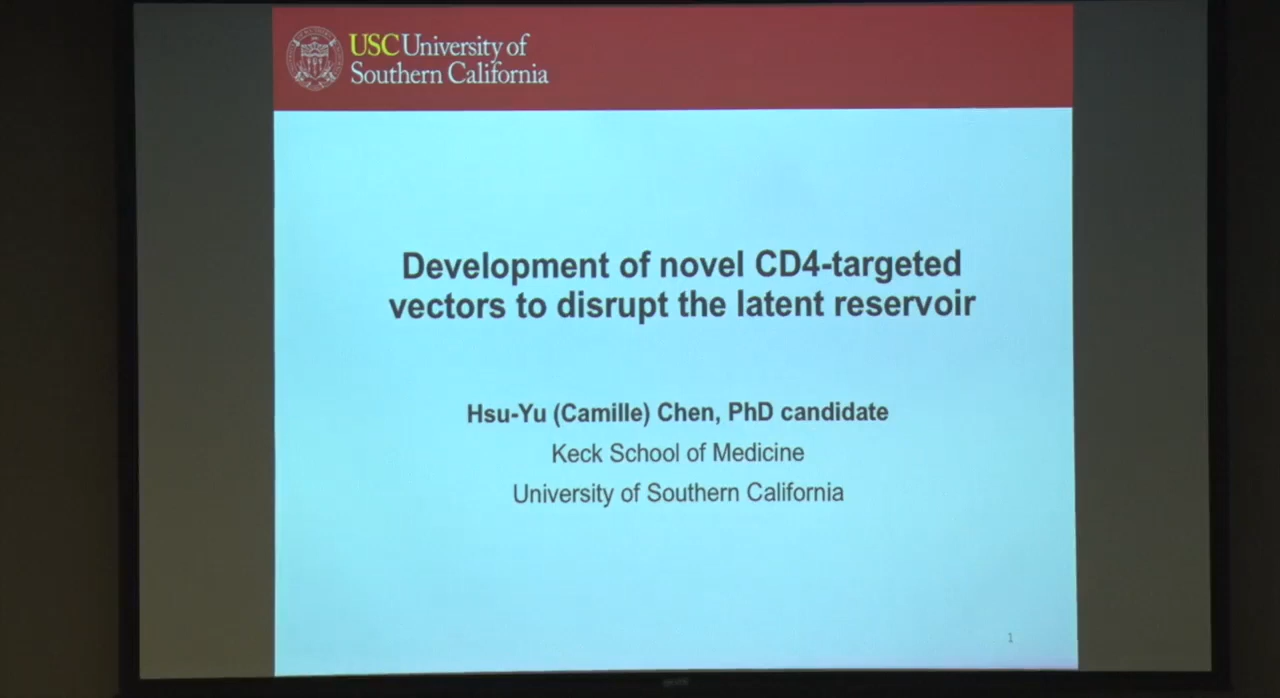 USC University of
Southern California
Development of novel CD4-targeted
vectors to disrupt the latent reservoir
Hsu-Yu (Camille) Chen, PhD candidate
Keck School of Medicine
University of Southern California
1